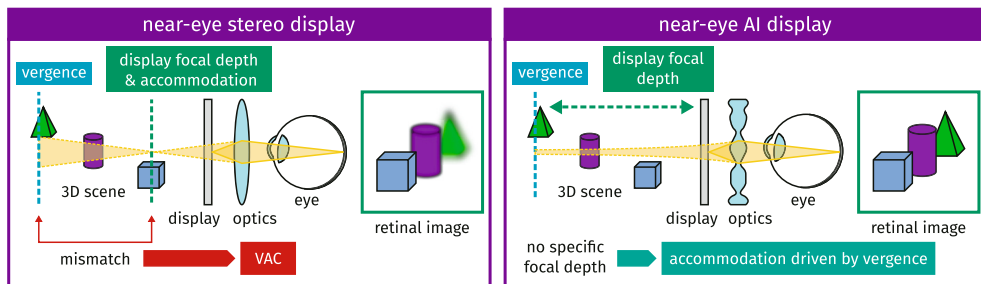 near-eye stereo display
vergence
display focal depth
& accommodation
3D scene
display
optics
eye
retinal image
mismatch
VAC
near-eye AI display
vergence
display focal
depth
3D scene
display
optics
eye
retinal image
no specific
focal depth
accommodation driven by vergence